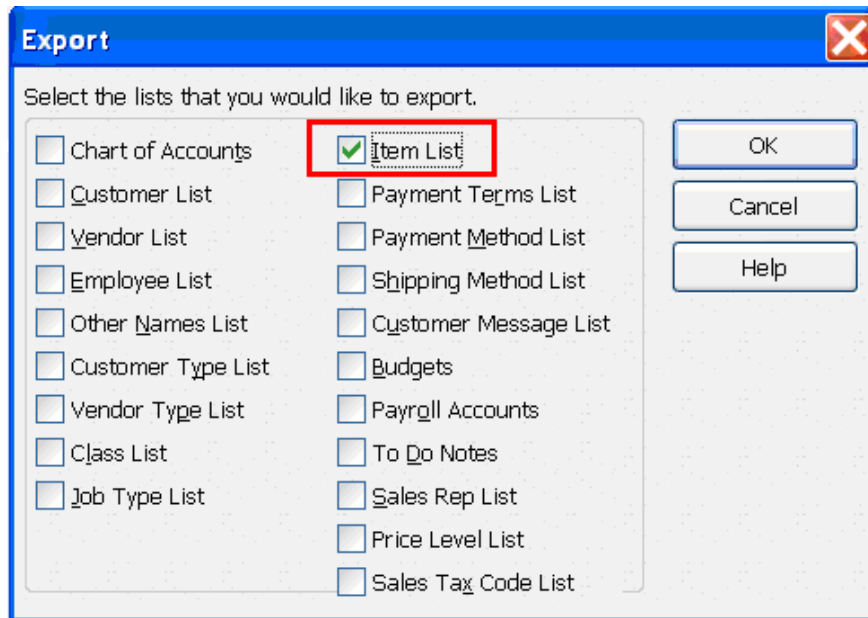 Export
Select the lists that you would like to export.
Chart of Accounts
Customer List
Vendor List
Employee List
Other Names List
Customer Type List
Vendor Type List
Class List
Job Type List
Item List
Payment Terms List
Payment Method List
Shipping Method List
Customer Message List
Budgets
Payroll Accounts
To Do Notes
Sales Rep List
Price Level List
Sales Tax Code List
OK
Cancel
Help